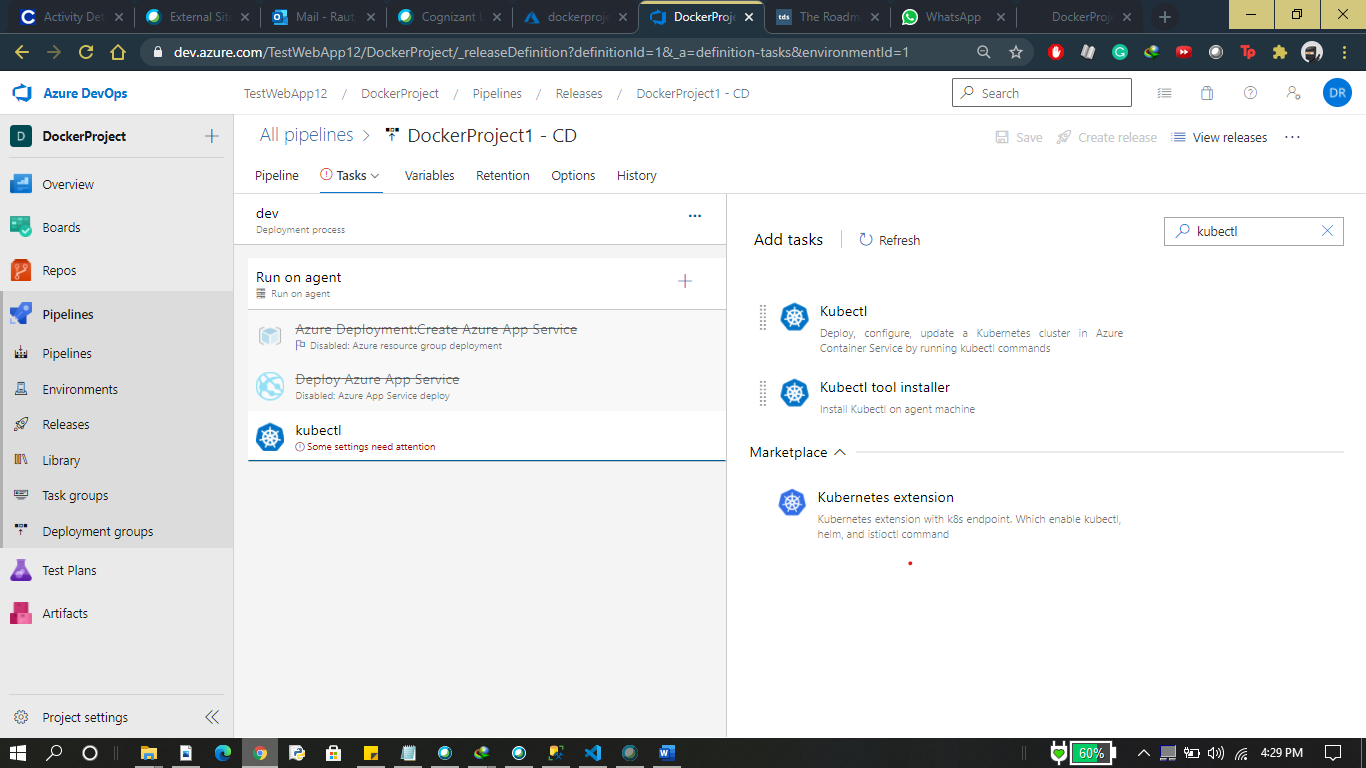 Activity Det
External Site
Mail - Raut
Cognizant
dockerproje
DockerProje
The Roadm
WhatsApp
DockerProj
dev.azure.com/TestWebApp12/DockerProject/_releaseDefinition?definitionId=1&_a=definition-tasks&environmentId=1
Azure DevOps
TestWebApp12 / DockerProject / Pipelines / Releases / DockerProject1 - CD
Search
DR
D DockerProject
Overview
Boards
Repos
Pipelines
Pipelines
Environments
Releases
Library
Task groups
Deployment groups
Test Plans
Artifacts
Project settings
All pipelines > DockerProject1 - CD
Save
Create release
View releases
Pipeline
Tasks
Variables
Retention
Options
History
dev
Deployment process
Run on agent
Run on agent
Azure Deployment:Create Azure App Service
Disabled: Azure resource group deployment
Deploy Azure App Service
Disabled: Azure App Service deploy
kubectl
Some settings need attention
Add tasks
Refresh
kubectl
Kubectl
Deploy, configure, update a Kubernetes cluster in Azure
Container Service by running kubectl commands
Kubectl tool installer
Install Kubectl on agent machine
Marketplace
Kubernetes extension
Kubernetes extension with k8s endpoint. Which enable kubectl,
helm, and istioctl command
60%
4:29 PM